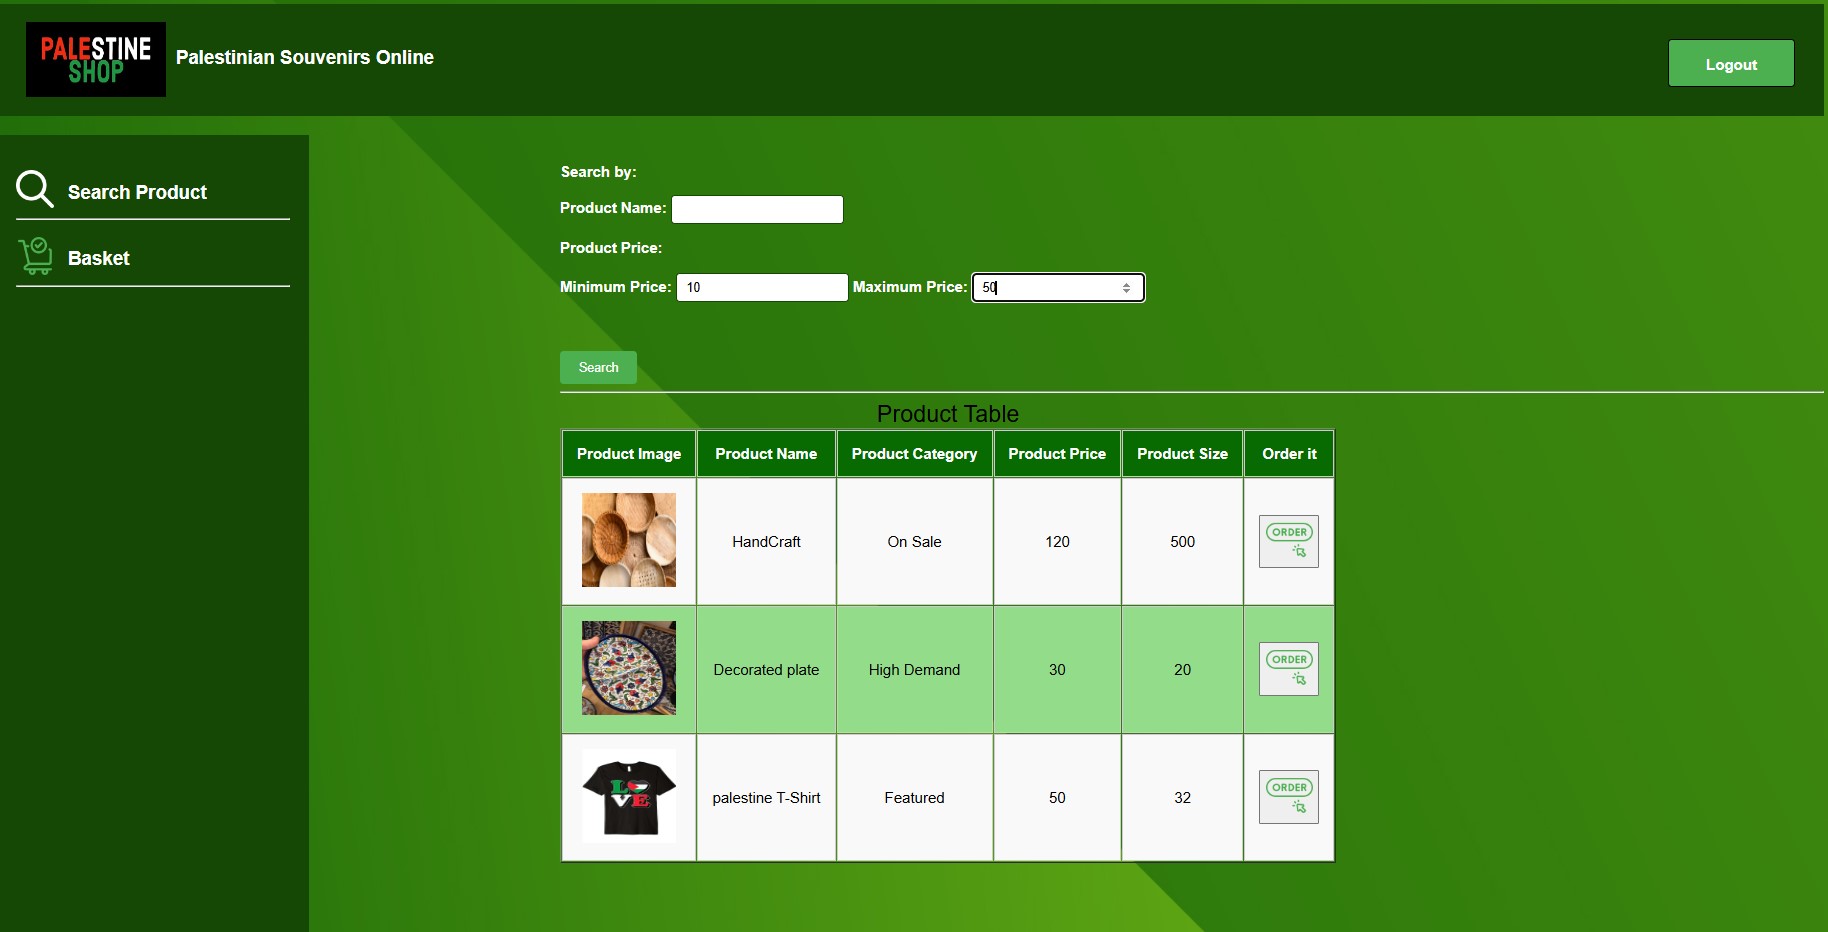 PALESTINE
SHOP
Palestinian Souvenirs Online
Logout
Search Product
Basket
Search by:
Product Name:
Product Price:
Minimum Price: 10 Maximum Price: 50
Search
Product Table
Product Image Product Name Product Category Product Price Product Size Order it
HandCraft On Sale 120 500 ORDER
Decorated plate High Demand 30 20 ORDER
LOVE palestine T-Shirt Featured 50 32 ORDER